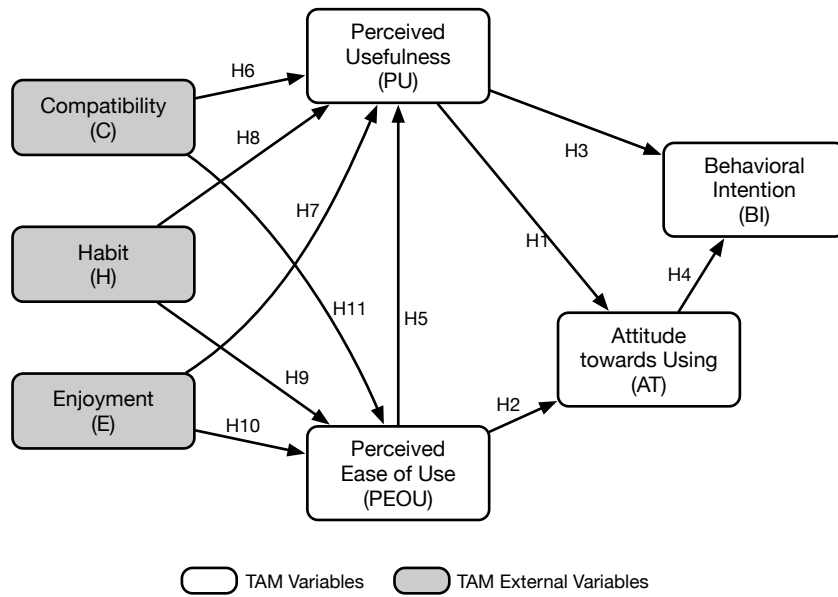 Perceived
Usefulness
(PU)
H6
Compatibility
(C)
H8
H3
Behavioral
Intention
(BI)
H7
Habit
(H)
H1
H4
H11
H5
Attitude
towards Using
(AT)
H9
Enjoyment
(E)
H2
H10
Perceived
Ease of Use
(PEOU)
TAM Variables
TAM External Variables